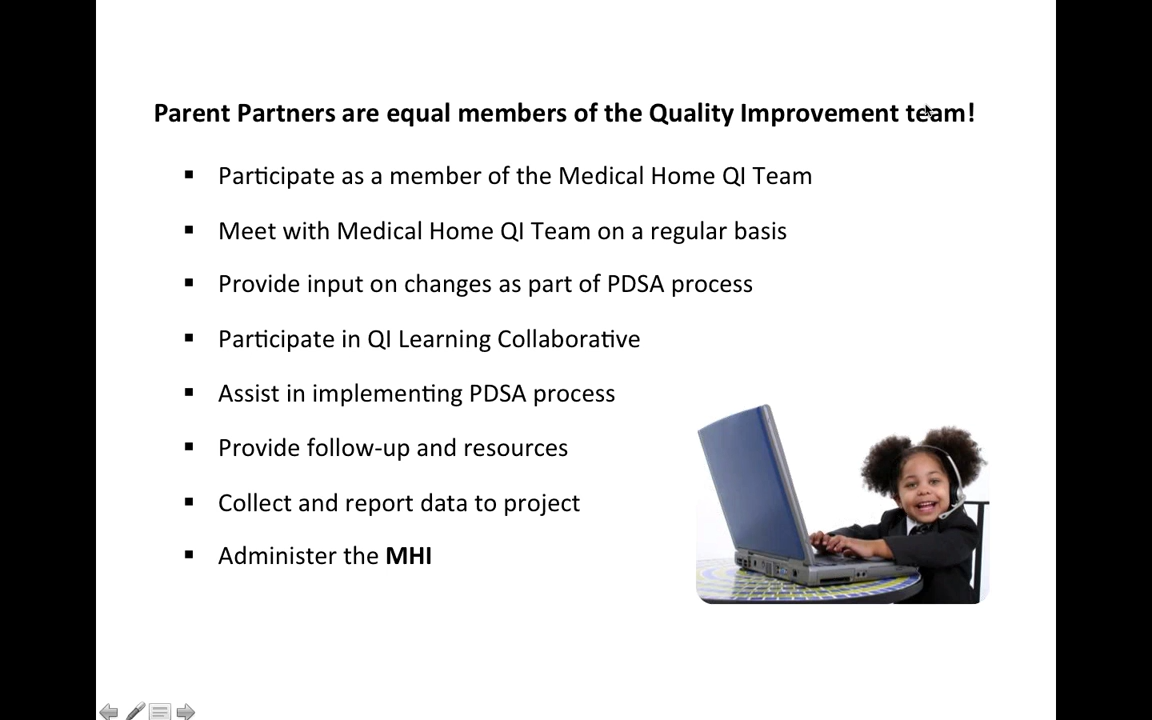 Parent Partners are equal members of the Quality Improvement team!
▪ Participate as a member of the Medical Home QI Team
▪ Meet with Medical Home QI Team on a regular basis
▪ Provide input on changes as part of PDSA process
▪ Participate in QI Learning Collaborative
▪ Assist in implementing PDSA process
▪ Provide follow-up and resources
▪ Collect and report data to project
▪ Administer the MHI